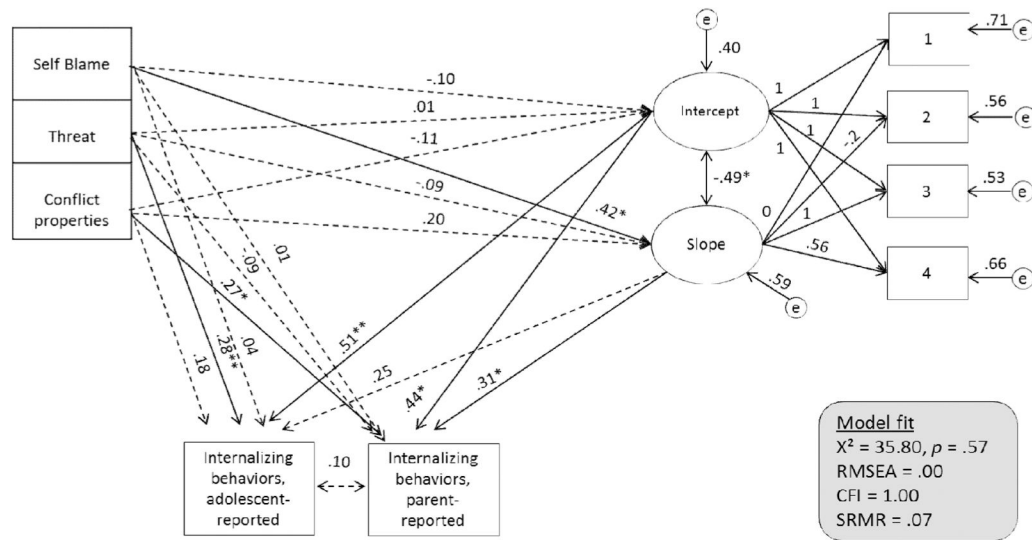 Self Blame
Threat
Conflict
properties
-.10
.01
-.11
-.09
.20
.42*
.01
.09
.27*
.04
.28**
.18
.51**
.44*
.25
.31*
e
.40
Intercept
-.49*
Slope
.59
e
1
1
1
1
0
-.2
1
.56
1
.71
e
2
.56
e
3
.53
e
4
.66
e
Internalizing
behaviors,
adolescent-
reported
.10
Internalizing
behaviors,
parent-
reported
Model fit
X² = 35.80, p = .57
RMSEA = .00
CFI = 1.00
SRMR = .07